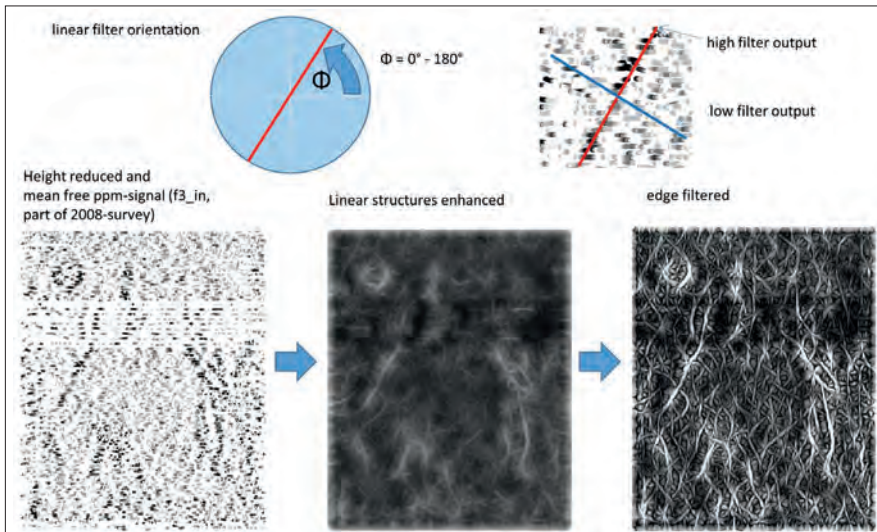 linear filter orientation
Φ
Φ = 0° - 180°
high filter output
low filter output
Height reduced and
mean free ppm-signal (f3_in,
part of 2008-survey)
Linear structures enhanced
edge filtered